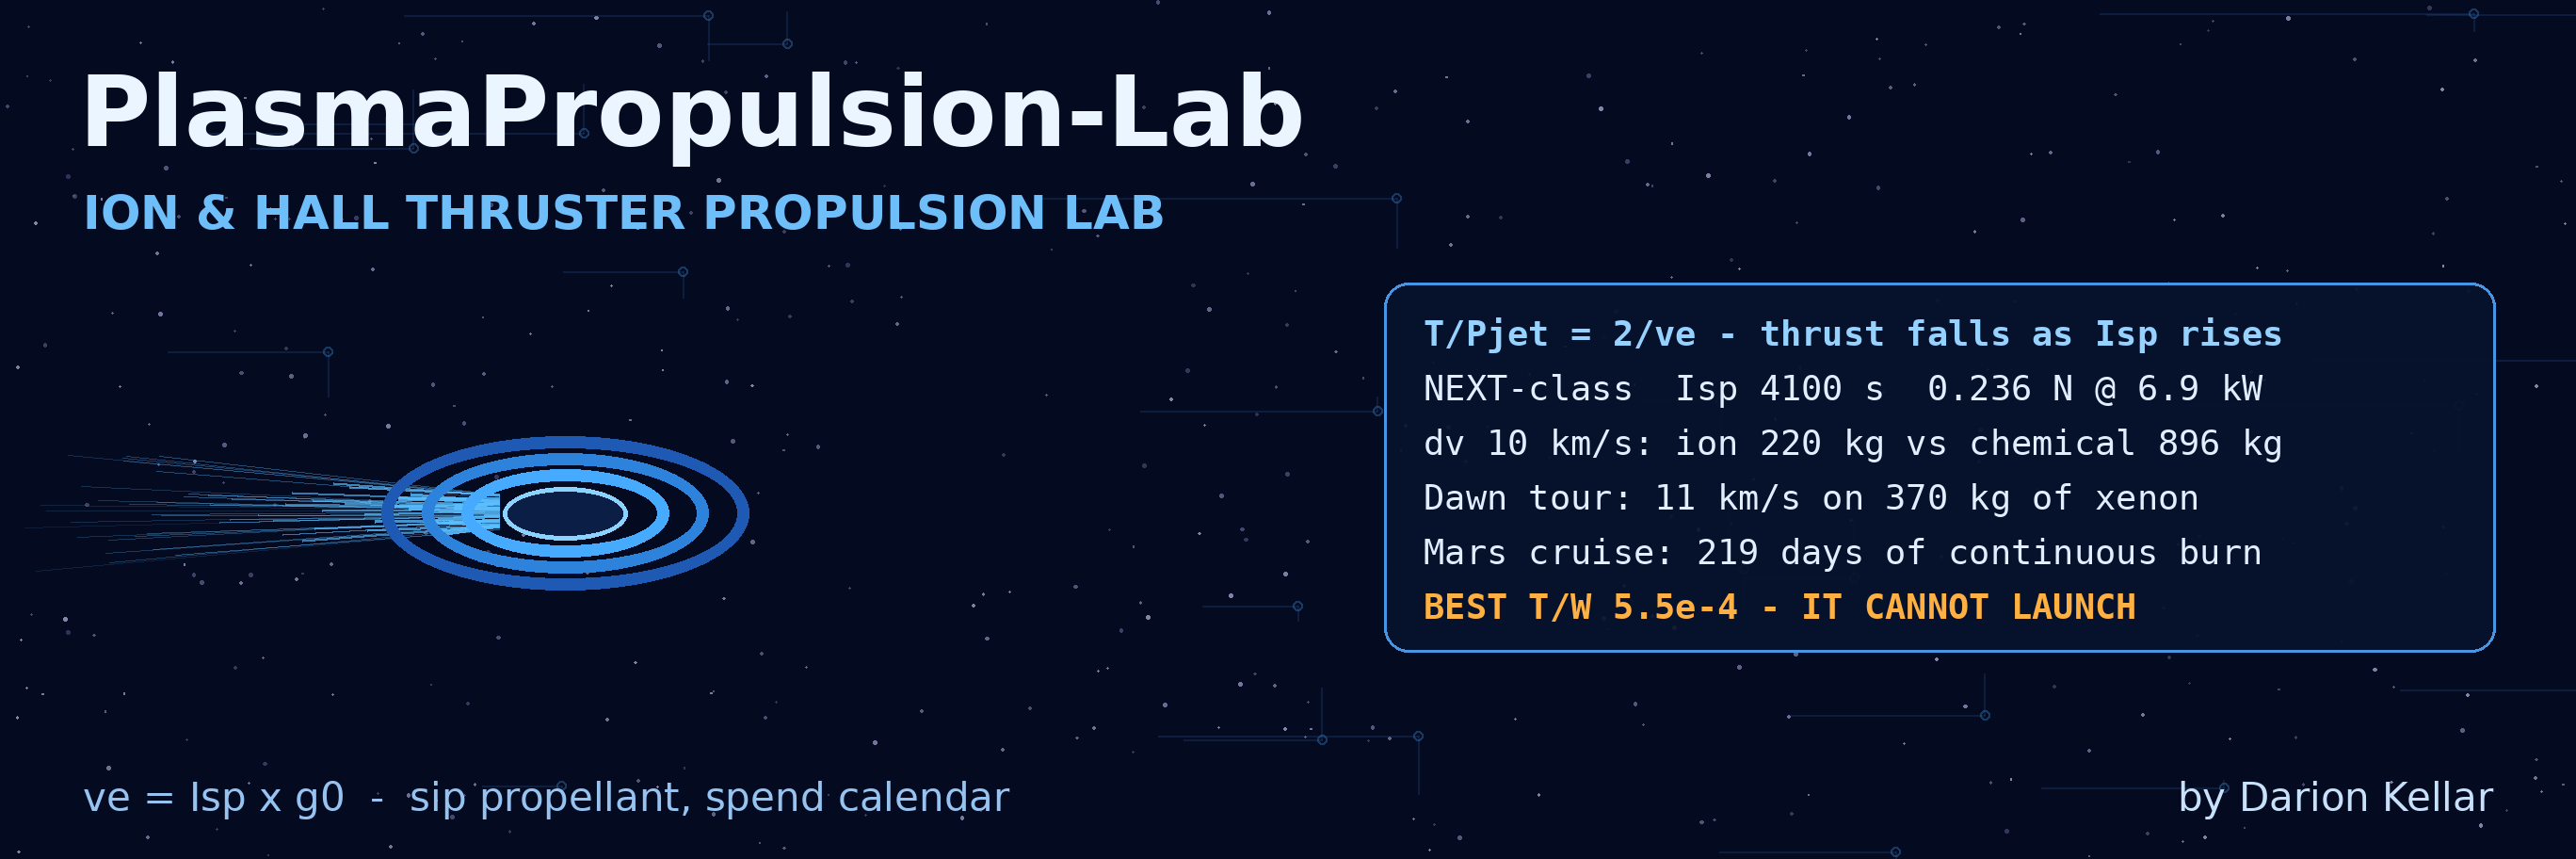 PlasmaPropulsion-Lab
ION & HALL THRUSTER PROPULSION LAB
T/Pjet = 2/ve - thrust falls as Isp rises
NEXT-class  Isp 4100 s  0.236 N @ 6.9 kW
dv 10 km/s: ion 220 kg vs chemical 896 kg
Dawn tour: 11 km/s on 370 kg of xenon
Mars cruise: 219 days of continuous burn
BEST T/W 5.5e-4 - IT CANNOT LAUNCH
ve = Isp x g0  -  sip propellant, spend calendar
by Darion Kellar